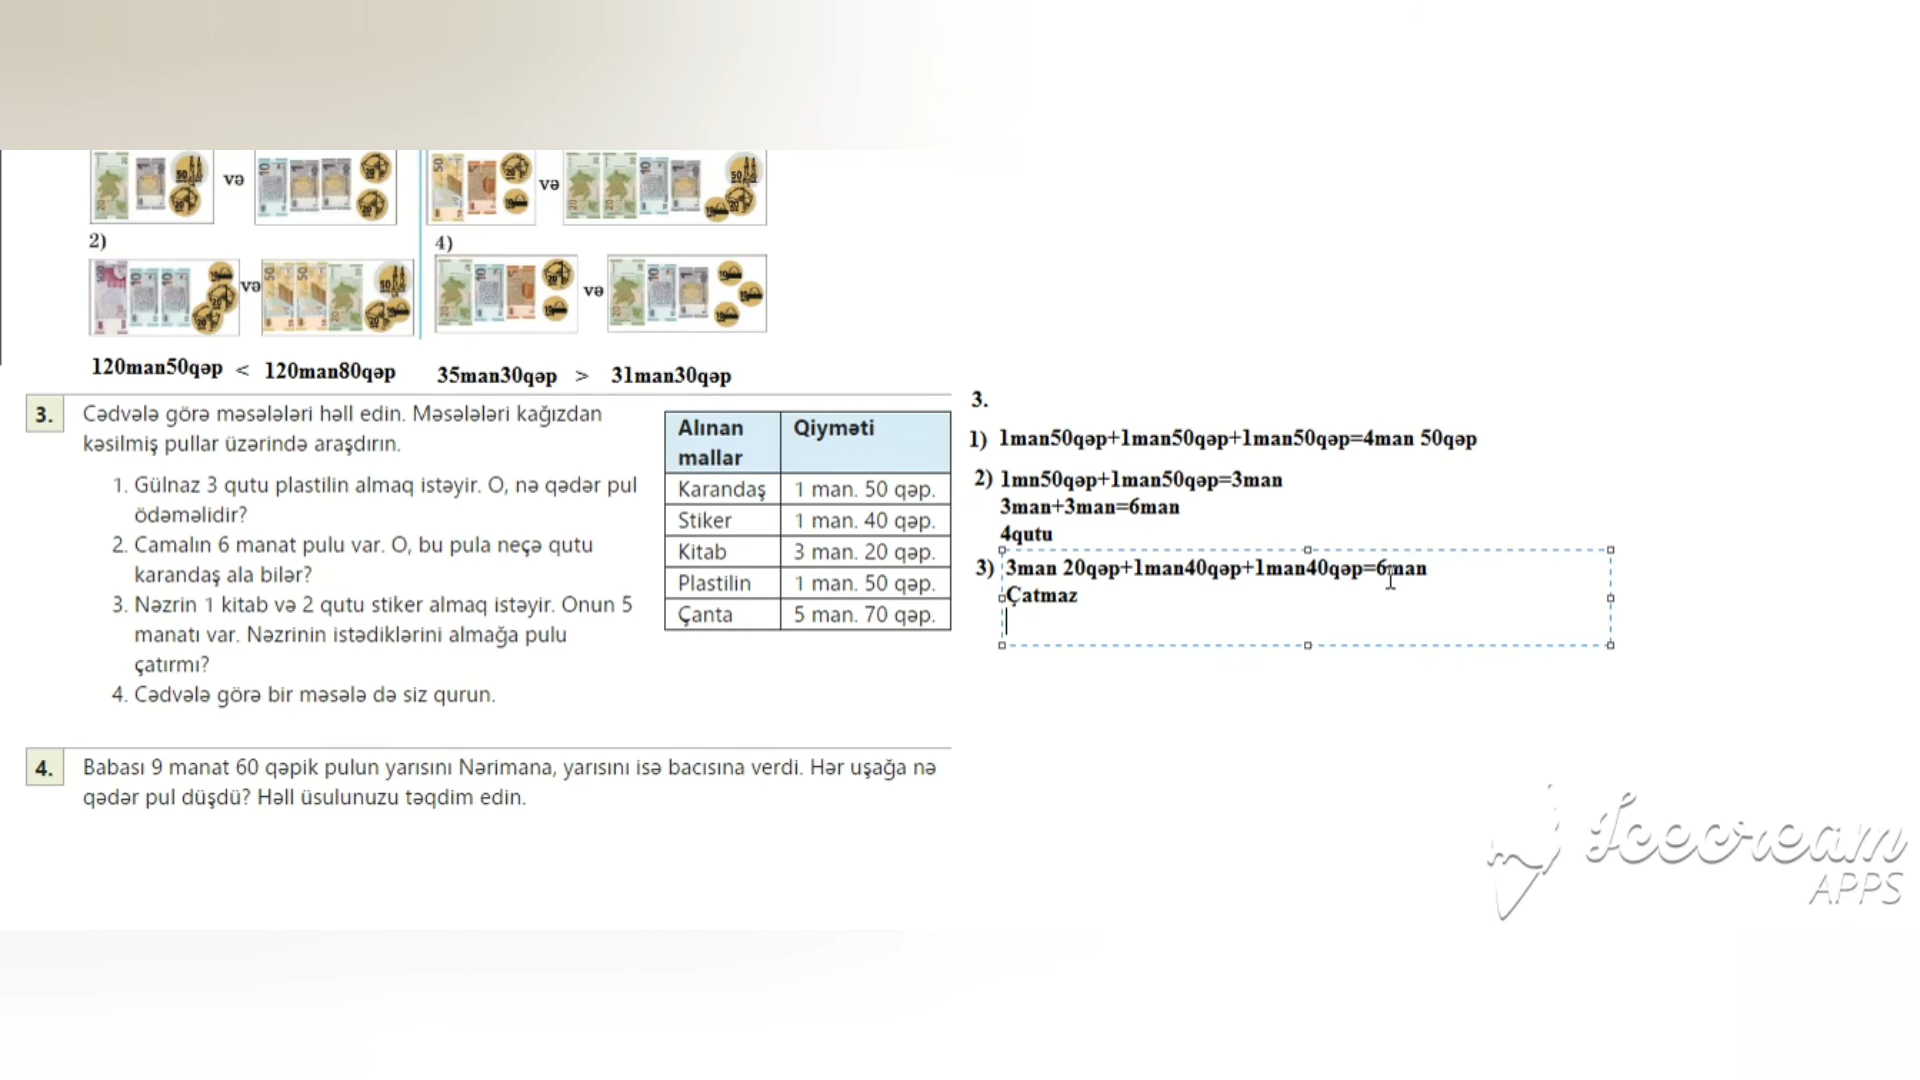 və
və
2)
4)
və
və
120man50qəp < 120man80qəp
35man30qəp > 31man30qəp
3. Cədvələ görə məsələləri həll edin. Məsələləri kağızdan
kəsilmiş pullar üzərində araşdırın.
1. Gülnaz 3 qutu plastilin almaq istəyir. O, nə qədər pul
ödəməlidir?
2. Camalın 6 manat pulu var. O, bu pula neçə qutu
karandaş ala bilər?
3. Nəzrin 1 kitab və 2 qutu stiker almaq istəyir. Onun 5
manatı var. Nəzrinin istədiklərini almağa pulu
çatırmı?
4. Cədvələ görə bir məsələ də siz qurun.
Alınan mallar Qiyməti
Karandaş 1 man. 50 qəp.
Stiker 1 man. 40 qəp.
Kitab 3 man. 20 qəp.
Plastilin 1 man. 50 qəp.
Çanta 5 man. 70 qəp.
4. Babası 9 manat 60 qəpik pulun yarısını Nərimana, yarısını isə bacısına verdi. Hər uşağa nə
qədər pul düşdü? Həll üsulunuzu təqdim edin.
3.
1) 1man50qəp+1man50qəp+1man50qəp=4man 50qəp
2) 1mn50qəp+1man50qəp=3man
3man+3man=6man
4qutu
3) 3man 20qəp+1man40qəp+1man40qəp=6man
Çatmaz
Icecream
APPS